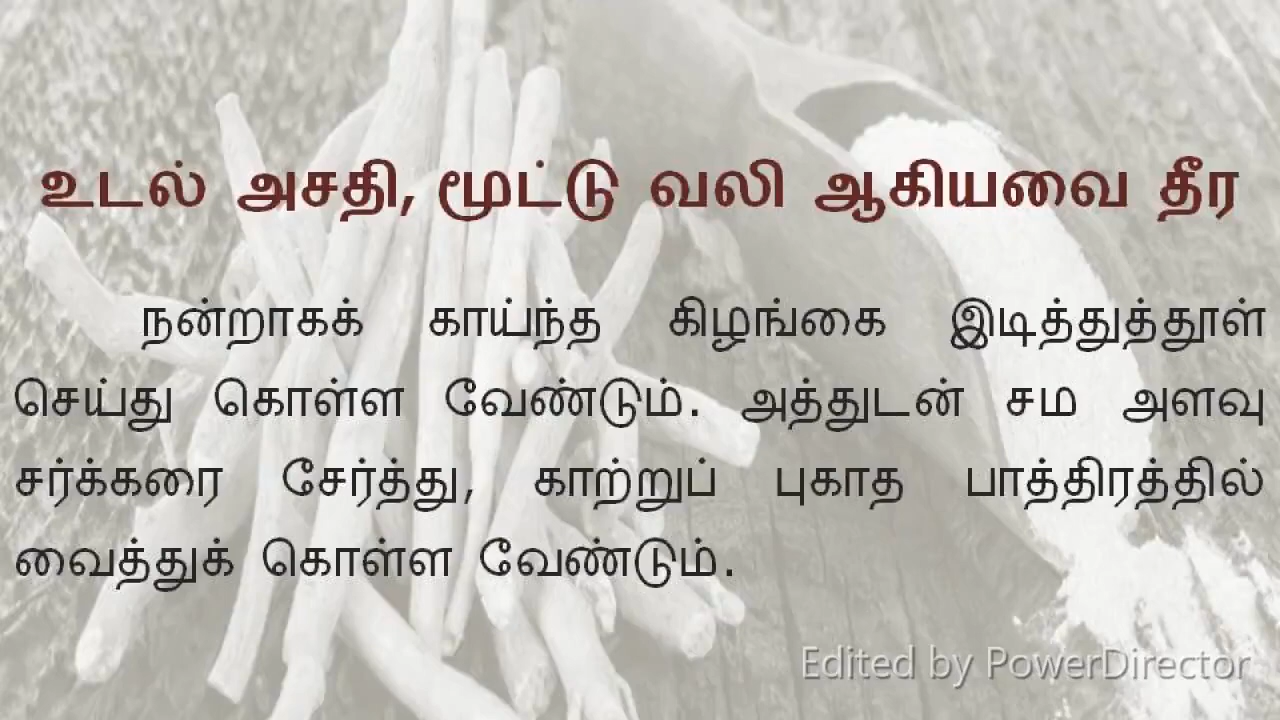 உடல் அசதி, மூட்டு வலி ஆகியவை தீர
நன்றாகக் காய்ந்த கிழங்கை இடித்துத்தூள்
செய்து கொள்ள வேண்டும். அத்துடன் சம அளவு
சர்க்கரை சேர்த்து, காற்றுப் புகாத பாத்திரத்தில்
வைத்துக் கொள்ள வேண்டும்.
Edited by PowerDirector